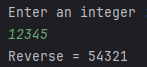 Enter an integer
12345
Reverse = 54321